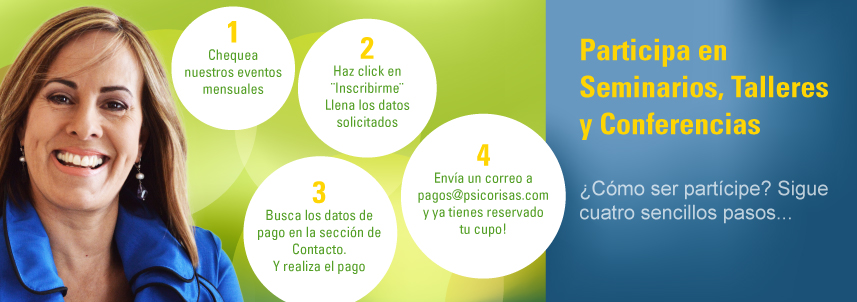 1
Chequea
nuestros eventos
mensuales
2
Haz click en
¨Inscribirme¨
Llena los datos
solicitados
3
Busca los datos de
pago en la sección de
Contacto.
Y realiza el pago
4
Envía un correo a
pagos@psicorisas.com
y ya tienes reservado
tu cupo!
Participa en
Seminarios, Talleres
y Conferencias
¿Cómo ser partícipe? Sigue
cuatro sencillos pasos...